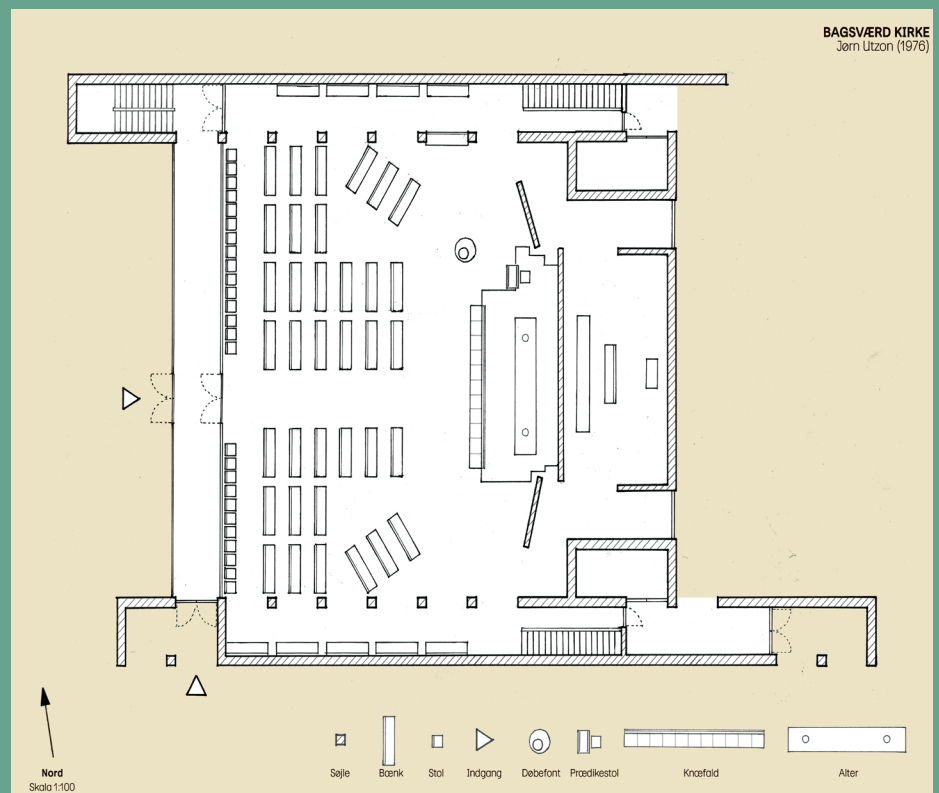 BAGSVÆRD KIRKE
Jørn Utzon (1976)
Nord
Skala 1:100
Søjle
Bænk
Stol
Indgang
Døbefont
Prædikestol
Knæfald
Alter